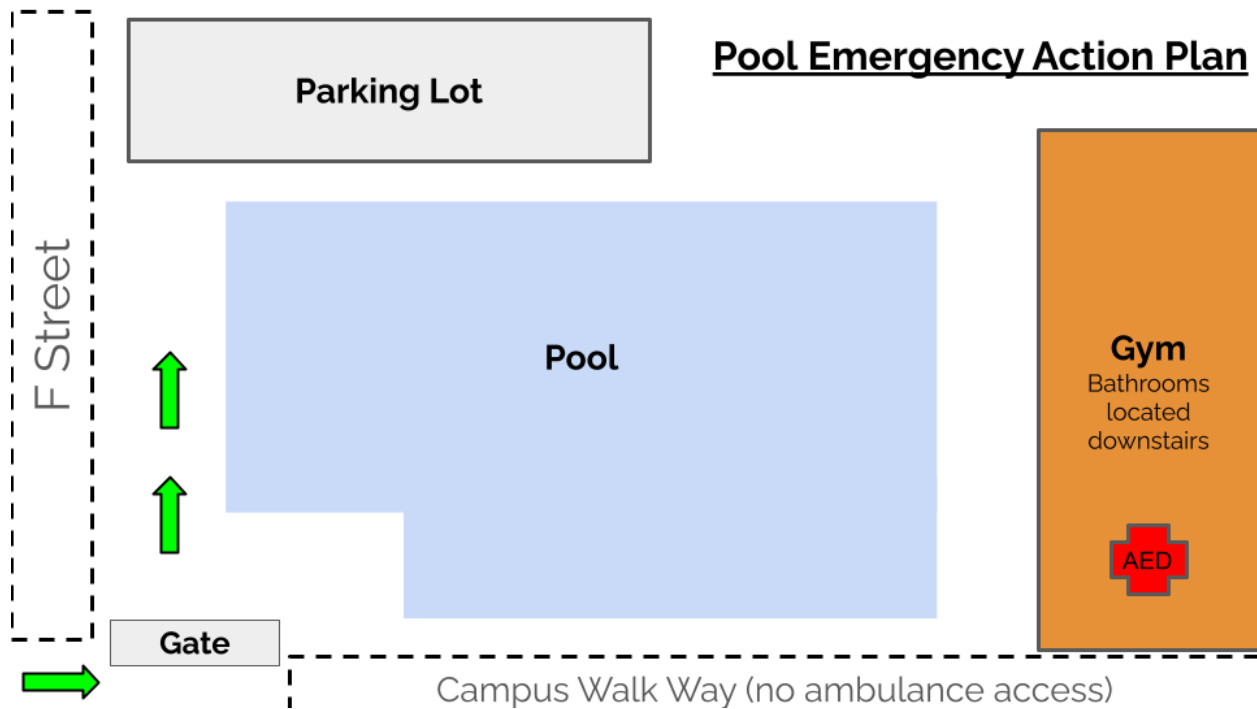 Pool Emergency Action Plan
Parking Lot
F Street
Pool
Gym
Bathrooms
located
downstairs
AED
Gate
Campus Walk Way (no ambulance access)